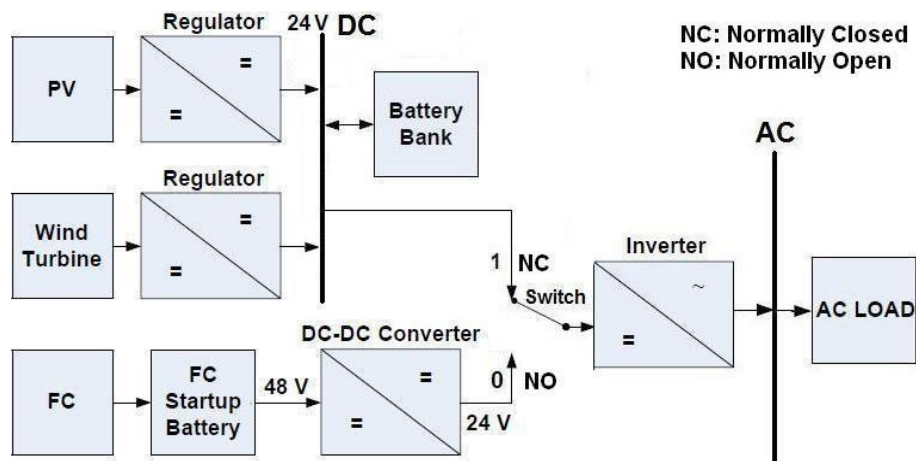 Regulator
24 V DC
NC: Normally Closed
NO: Normally Open
PV
=
=
Battery
Bank
AC
Regulator
Wind
Turbine
=
=
Inverter
1 NC
Switch
~
=
AC LOAD
DC-DC Converter
FC
FC
Startup
Battery
48 V
=
=
0 NO
24 V